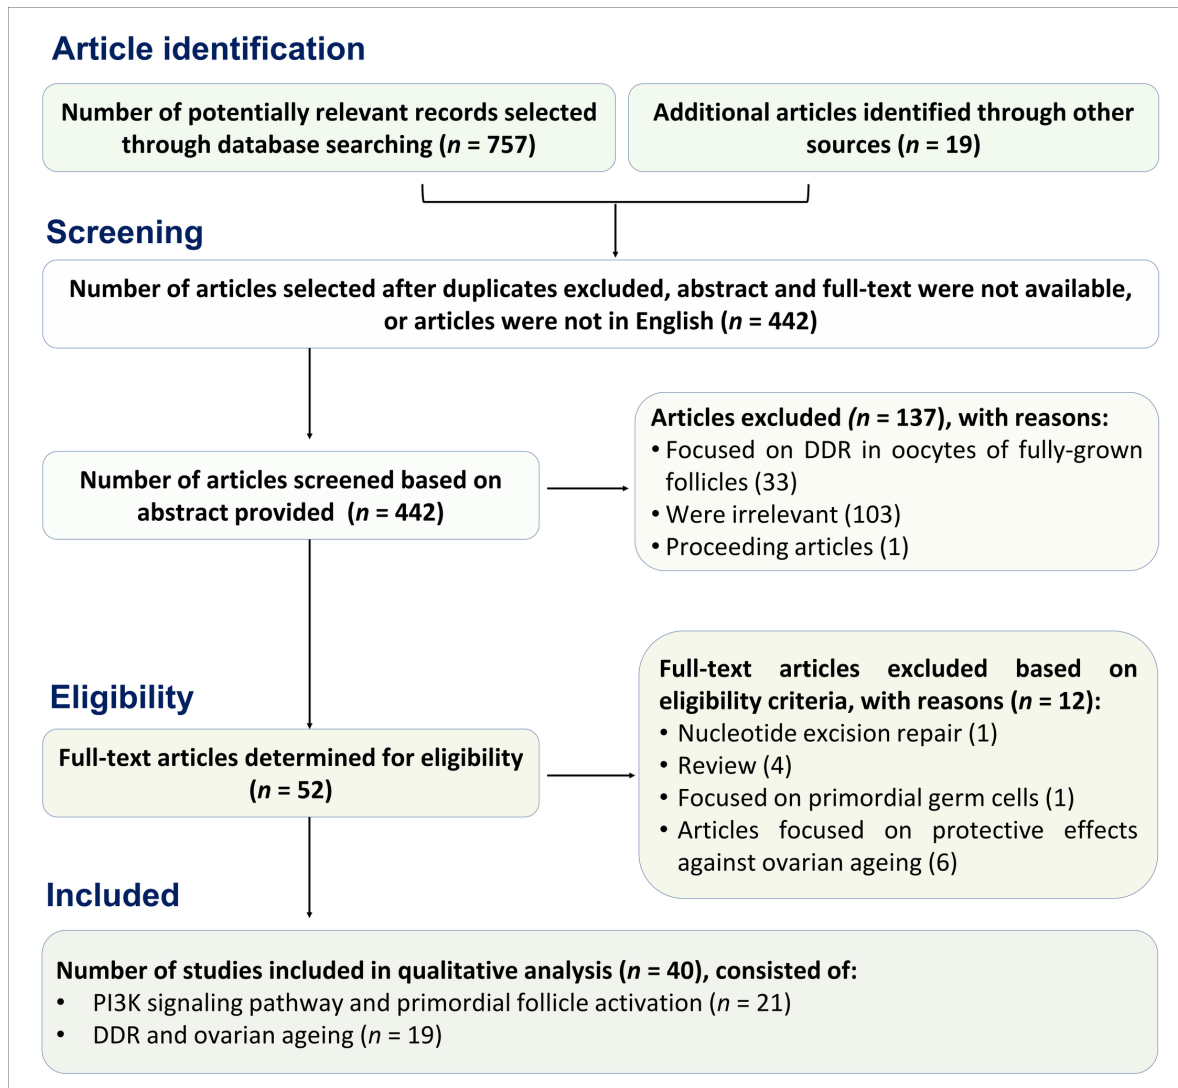 Article identification
Number of potentially relevant records selected
through database searching (n = 757)
Additional articles identified through other
sources (n = 19)
Screening
Number of articles selected after duplicates excluded, abstract and full-text were not available,
or articles were not in English (n = 442)
Articles excluded (n = 137), with reasons:
• Focused on DDR in oocytes of fully-grown
follicles (33)
• Were irrelevant (103)
• Proceeding articles (1)
Number of articles screened based on
abstract provided (n = 442)
Eligibility
Full-text articles determined for eligibility
(n = 52)
Full-text articles excluded based on
eligibility criteria, with reasons (n = 12):
• Nucleotide excision repair (1)
• Review (4)
• Focused on primordial germ cells (1)
• Articles focused on protective effects
against ovarian ageing (6)
Included
Number of studies included in qualitative analysis (n = 40), consisted of:
• PI3K signaling pathway and primordial follicle activation (n = 21)
• DDR and ovarian ageing (n = 19)